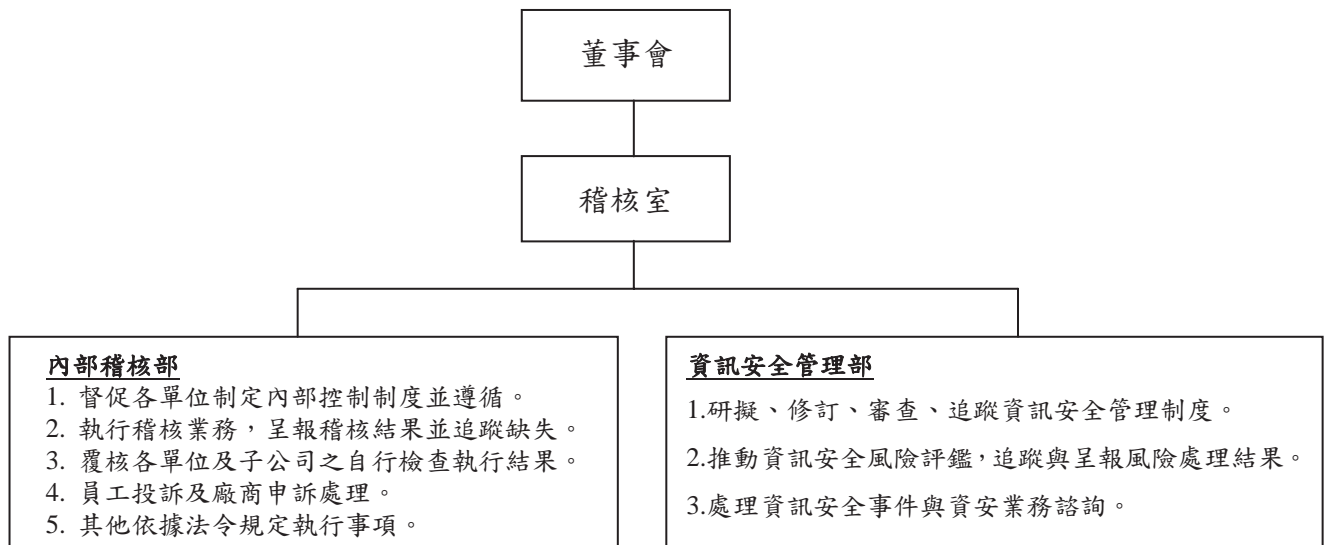 董事會
稽核室
內部稽核部
1. 督促各單位制定內部控制制度並遵循。
2. 執行稽核業務，呈報稽核結果並追蹤缺失。
3. 覆核各單位及子公司之自行檢查執行結果。
4. 員工投訴及廠商申訴處理。
5. 其他依據法令規定執行事項。
資訊安全管理部
1.研擬、修訂、審查、追蹤資訊安全管理制度。
2.推動資訊安全風險評鑑，追蹤與呈報風險處理結果。
3.處理資訊安全事件與資安業務諮詢。